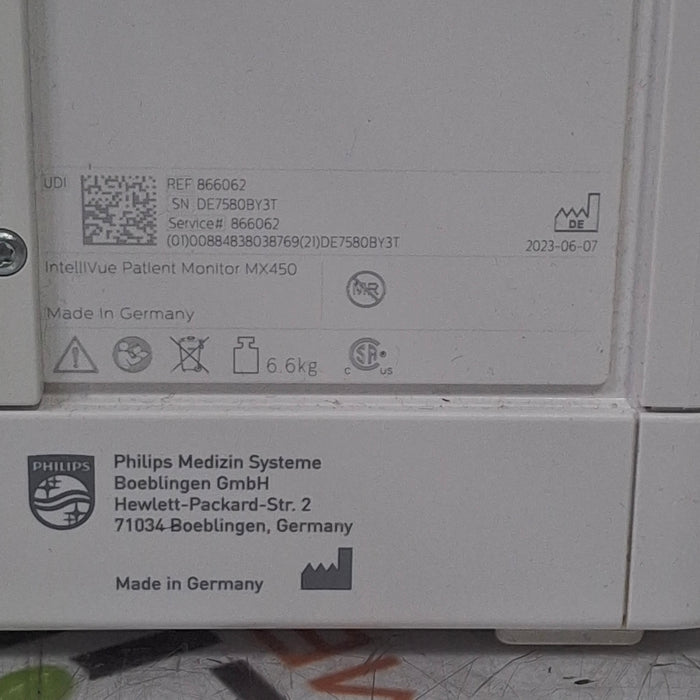 UDI
REF 866062
SN DE7580BY3T
Service# 866062
(01)00884838038769(21)DE7580BY3T
DE
2023-06-07
IntelliVue Patient Monitor MX450
MR
Made In Germany
6.6kg
C SA US
PHILIPS
Philips Medizin Systeme
Boeblingen GmbH
Hewlett-Packard-Str. 2
71034 Boeblingen, Germany
Made in Germany